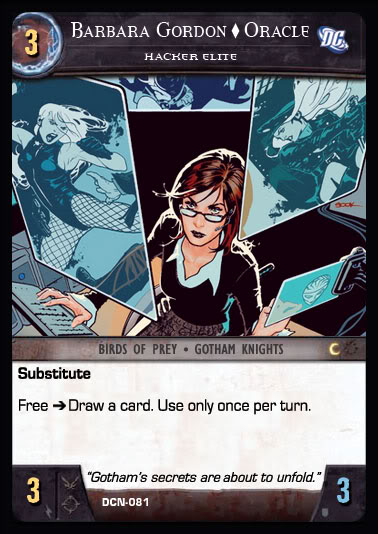 3 BARBARA GORDON ♦ ORACLE DC
HACKER ELITE
BIRDS OF PREY • GOTHAM KNIGHTS
Substitute
Free ➔ Draw a card. Use only once per turn.
"Gotham's secrets are about to unfold."
3 DCN-081 3